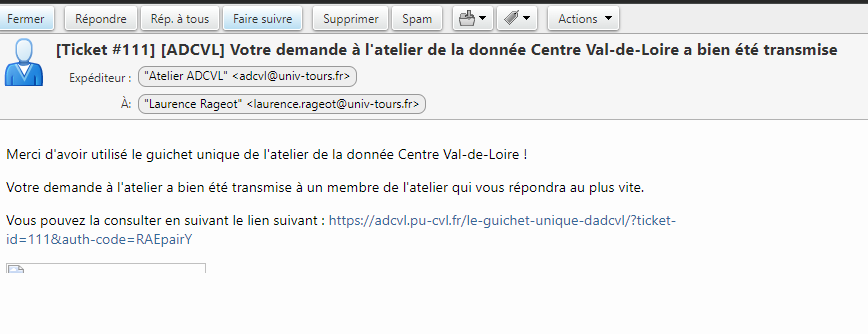 Fermer Répondre Rép. à tous Faire suivre Supprimer Spam Actions
[Ticket #111] [ADCVL] Votre demande à l'atelier de la donnée Centre Val-de-Loire a bien été transmise
Expéditeur : "Atelier ADCVL" <adcvl@univ-tours.fr>
À: "Laurence Rageot" <laurence.rageot@univ-tours.fr>
Merci d'avoir utilisé le guichet unique de l'atelier de la donnée Centre Val-de-Loire !
Votre demande à l'atelier a bien été transmise à un membre de l'atelier qui vous répondra au plus vite.
Vous pouvez la consulter en suivant le lien suivant : https://adcvl.pu-cvl.fr/le-guichet-unique-dadcvl/?ticket-
id=111&auth-code=RAEpairY